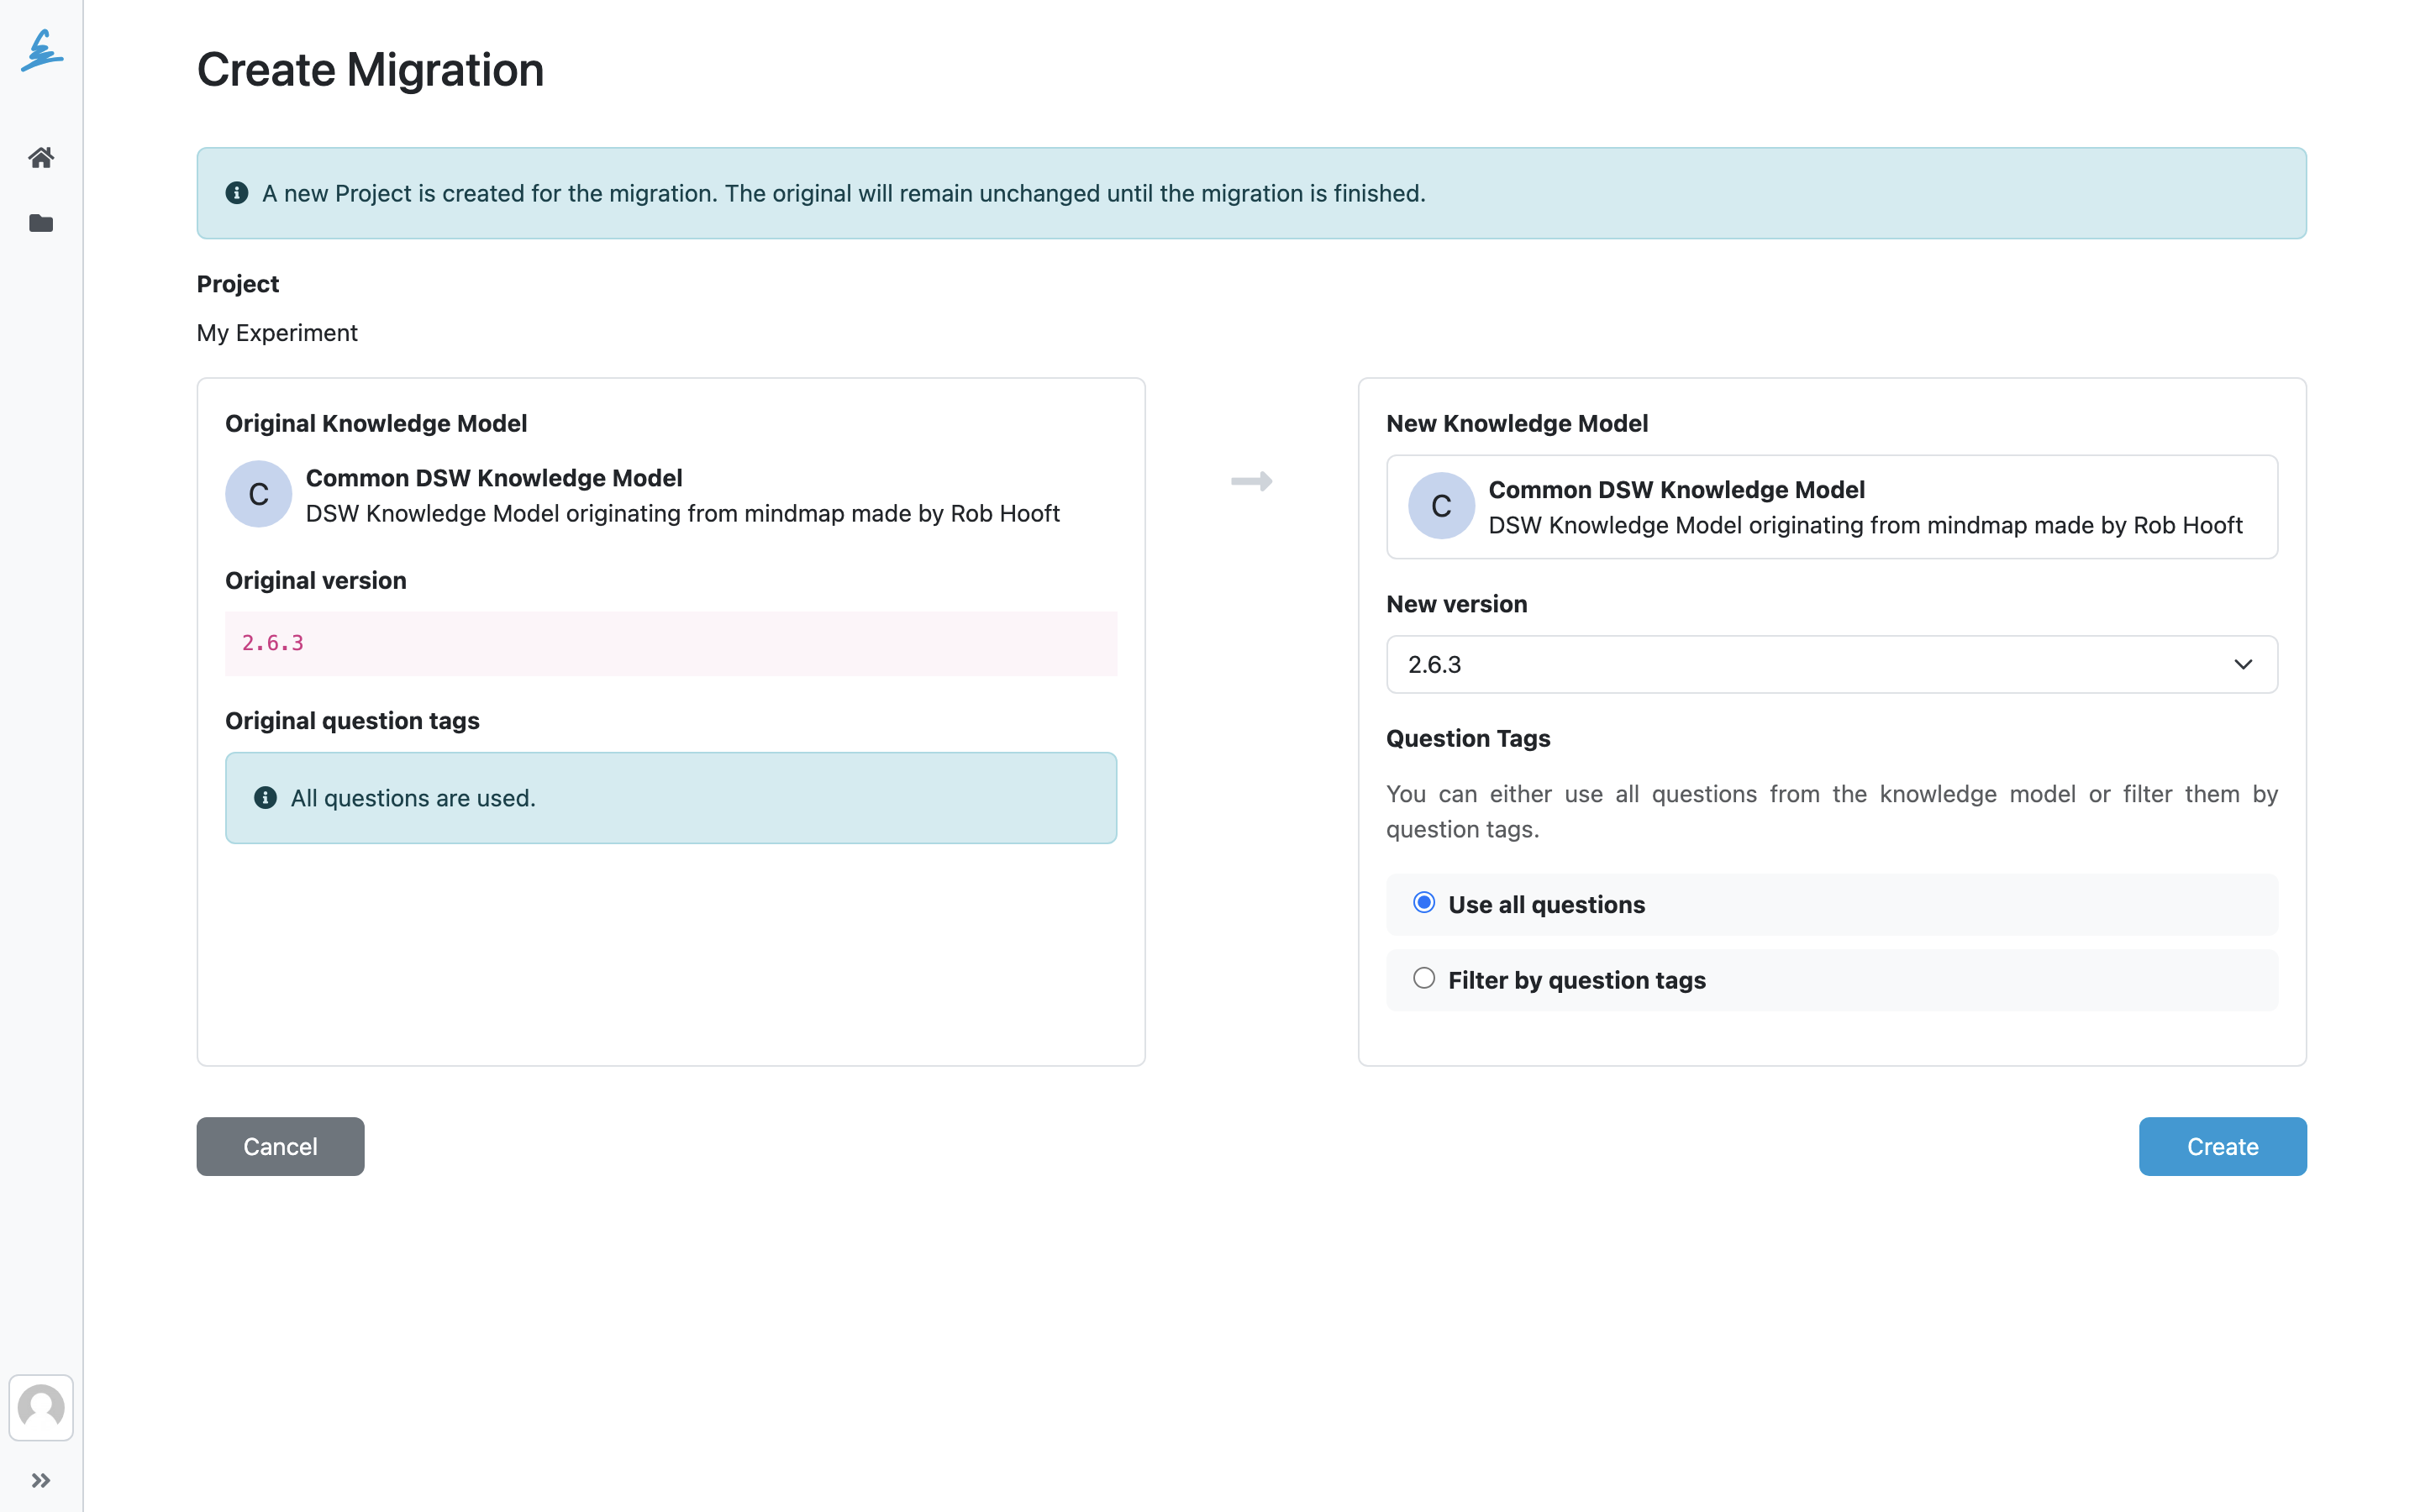 Create Migration
A new Project is created for the migration. The original will remain unchanged until the migration is finished.
Project
My Experiment
Original Knowledge Model
C
Common DSW Knowledge Model
DSW Knowledge Model originating from mindmap made by Rob Hooft
Original version
2.6.3
Original question tags
All questions are used.
New Knowledge Model
C
Common DSW Knowledge Model
DSW Knowledge Model originating from mindmap made by Rob Hooft
New version
2.6.3
Question Tags
You can either use all questions from the knowledge model or filter them by
question tags.
Use all questions
Filter by question tags
Cancel
Create